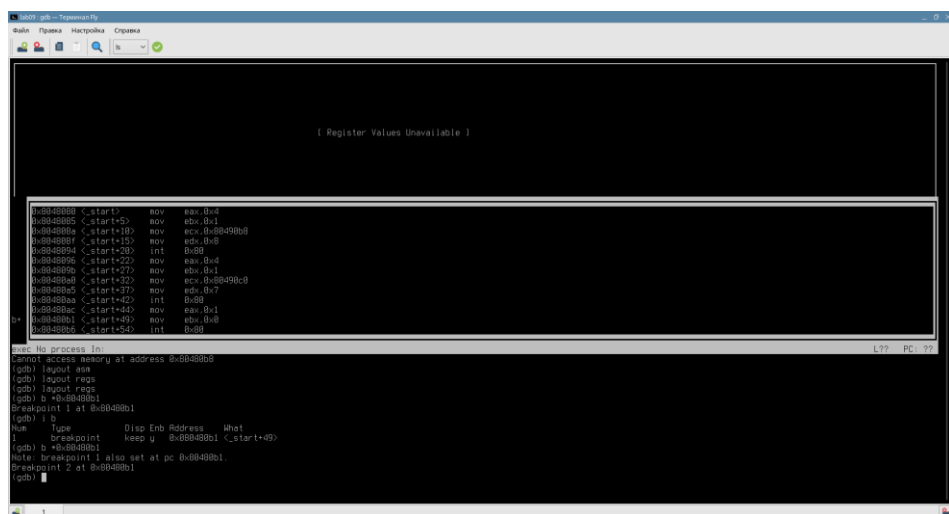 lab09 : gdb — Терминал Fly
Файл Правка Настройка Справка
ls
[ Register Values Unavailable ]
0x8048080 <_start> mov eax,0x4
0x8048085 <_start+5> mov ebx,0x1
0x804808a <_start+10> mov ecx,0x80490b8
0x804808f <_start+15> mov edx,0x8
0x8048094 <_start+20> int 0x80
0x8048096 <_start+22> mov eax,0x4
0x804809b <_start+27> mov ebx,0x1
0x80480a0 <_start+32> mov ecx,0x80490c0
0x80480a5 <_start+37> mov edx,0x7
0x80480aa <_start+42> int 0x80
0x80480ac <_start+44> mov eax,0x1
b+ 0x80480b1 <_start+49> mov ebx,0x0
0x80480b6 <_start+54> int 0x80
exec No process In: L?? PC: ??
Cannot access memory at address 0x80480b8
(gdb) layout asm
(gdb) layout regs
(gdb) layout regs
(gdb) b *0x80480b1
Breakpoint 1 at 0x80480b1
(gdb) i b
Num Type Disp Enb Address What
1 breakpoint keep y 0x080480b1 <_start+49>
(gdb) b *0x80480b1
Note: breakpoint 1 also set at pc 0x80480b1.
Breakpoint 2 at 0x80480b1
(gdb)
1